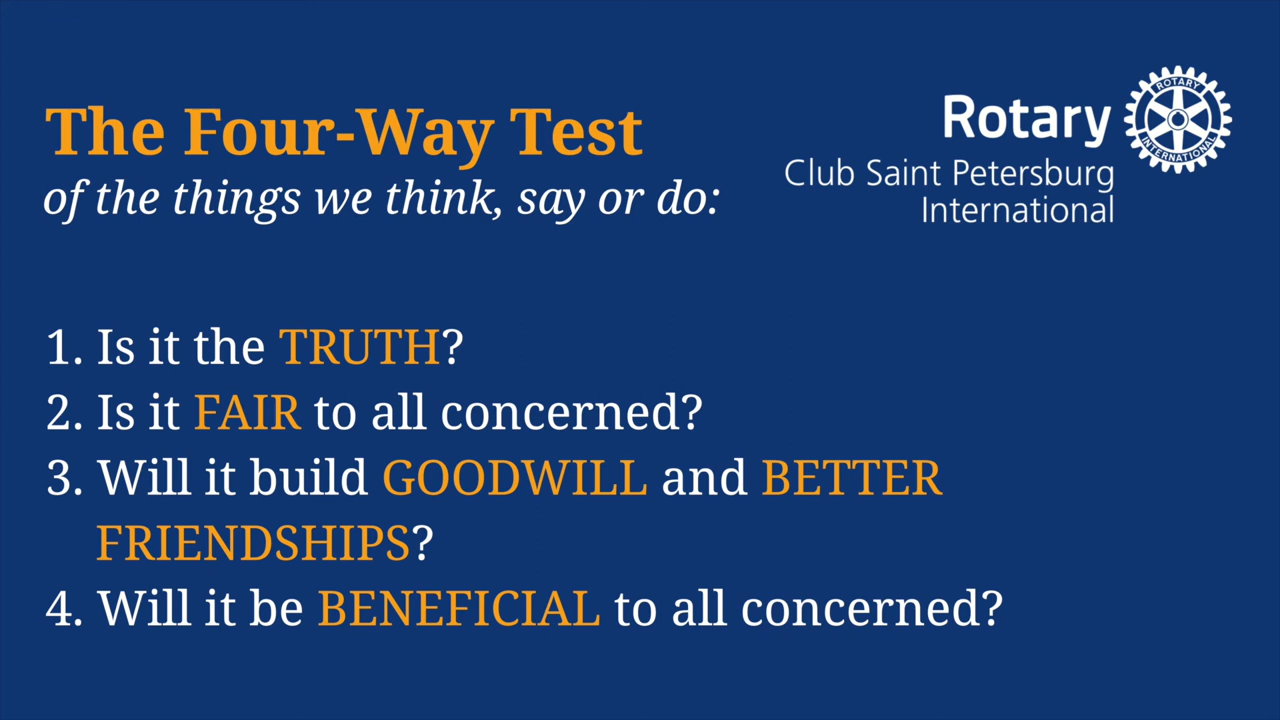 The Four-Way Test
of the things we think, say or do:
Rotary
Club Saint Petersburg
International
ROTARY
INTERNATIONAL
1. Is it the TRUTH?
2. Is it FAIR to all concerned?
3. Will it build GOODWILL and BETTER
FRIENDSHIPS?
4. Will it be BENEFICIAL to all concerned?